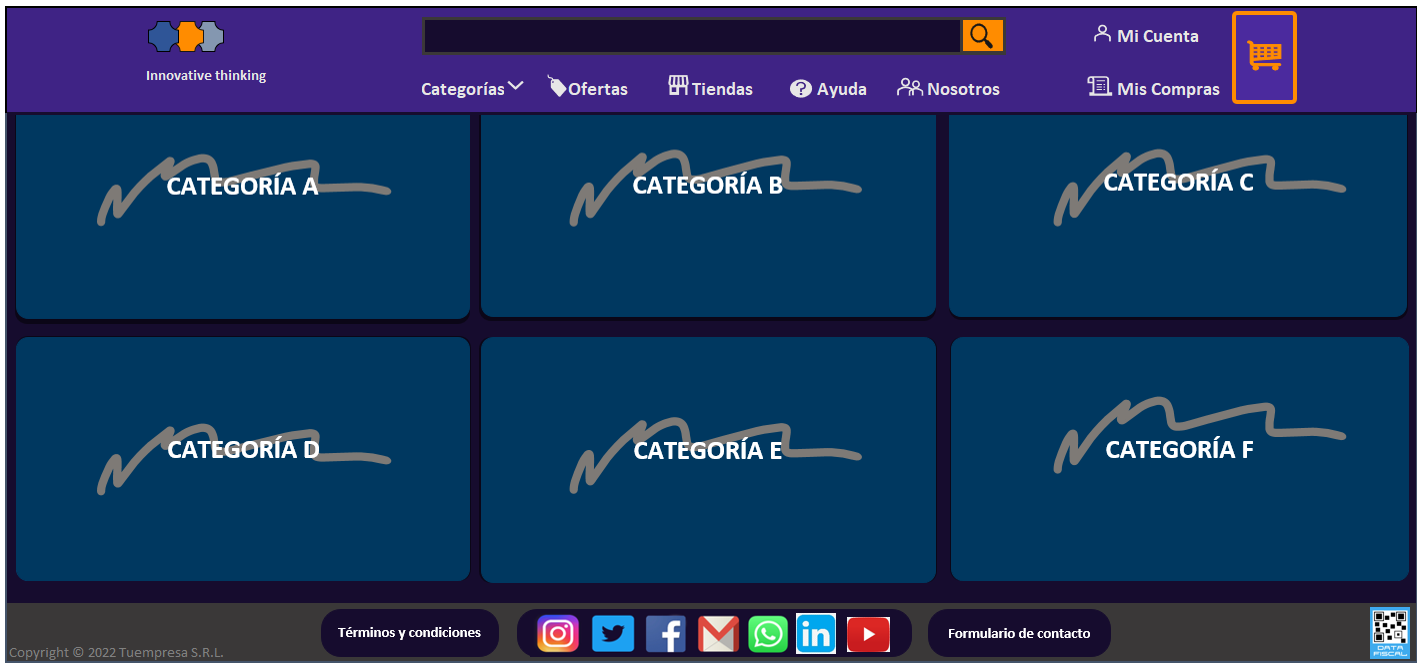 Innovative thinking
Mi Cuenta
Categorías
Ofertas
Tiendas
Ayuda
Nosotros
Mis Compras
CATEGORÍA A
CATEGORÍA B
CATEGORÍA C
CATEGORÍA D
CATEGORÍA E
CATEGORÍA F
Términos y condiciones
Formulario de contacto
Copyright © 2022 Tuempresa S.R.L.
DATA
FISCAL